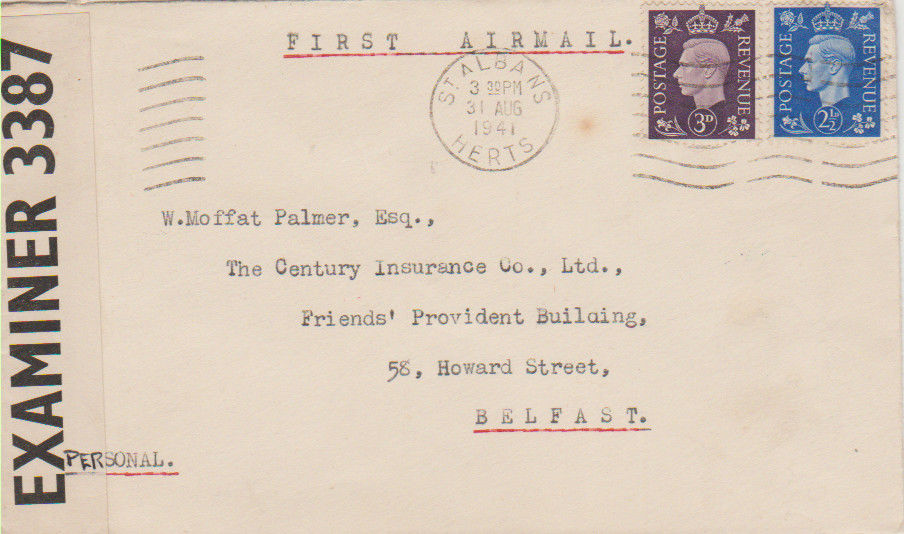 FIRST AIRMAIL.
POSTAGE REVENUE
3D
POSTAGE REVENUE
2½D
ST. ALBANS
3 30 PM
31 AUG
1941
HERTS
W.Moffat Palmer, Esq.,
The Century Insurance Co., Ltd.,
Friends' Provident Building,
58, Howard Street,
BELFAST.
PERSONAL.
EXAMINER 3387